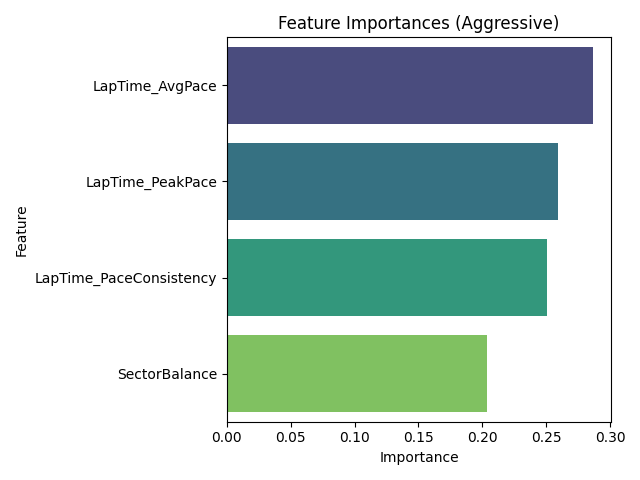 Feature Importances (Aggressive)
Feature
LapTime_AvgPace
LapTime_PeakPace
LapTime_PaceConsistency
SectorBalance
0.00 0.05 0.10 0.15 0.20 0.25 0.30
Importance